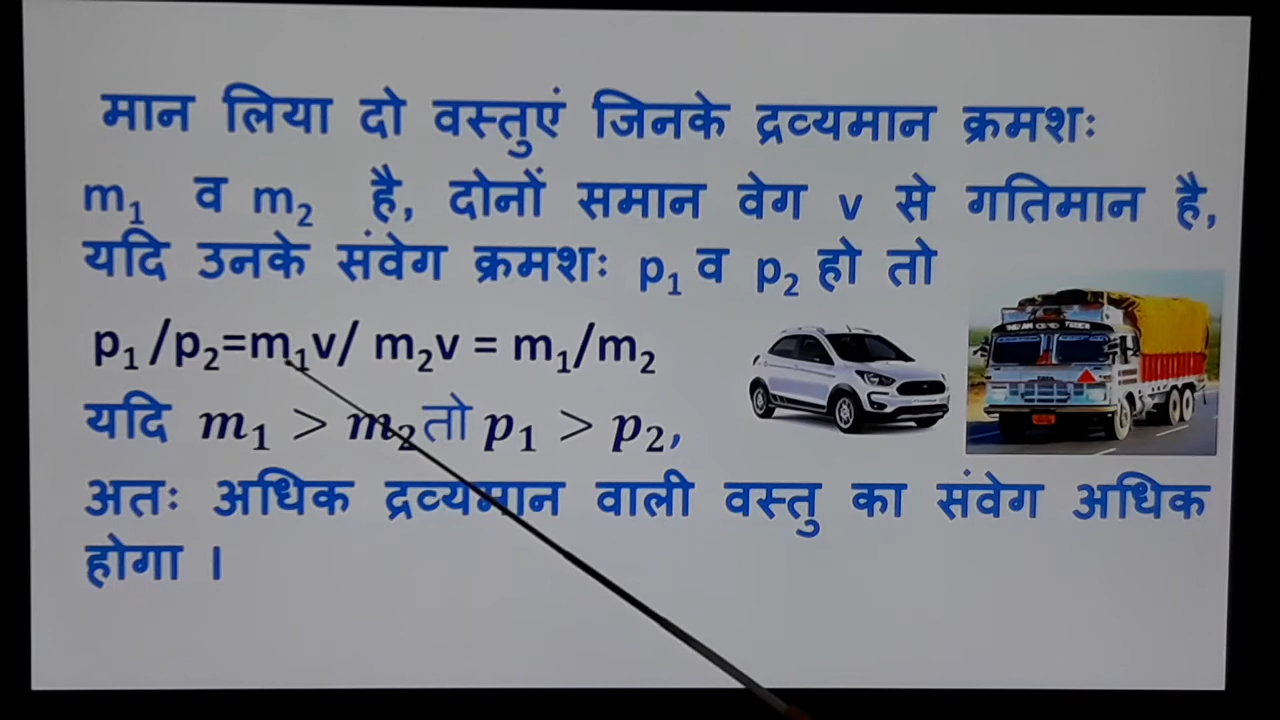 मान लिया दो वस्तुएं जिनके द्रव्यमान क्रमशः
m₁ व m₂ है, दोनों समान वेग v से गतिमान है,
यदि उनके संवेग क्रमशः p₁ व p₂ हो तो
p₁/p₂=m₁v/ m₂v = m₁/m₂
यदि m₁ > m₂ तो p₁ > p₂,
अतः अधिक द्रव्यमान वाली वस्तु का संवेग अधिक
होगा ।